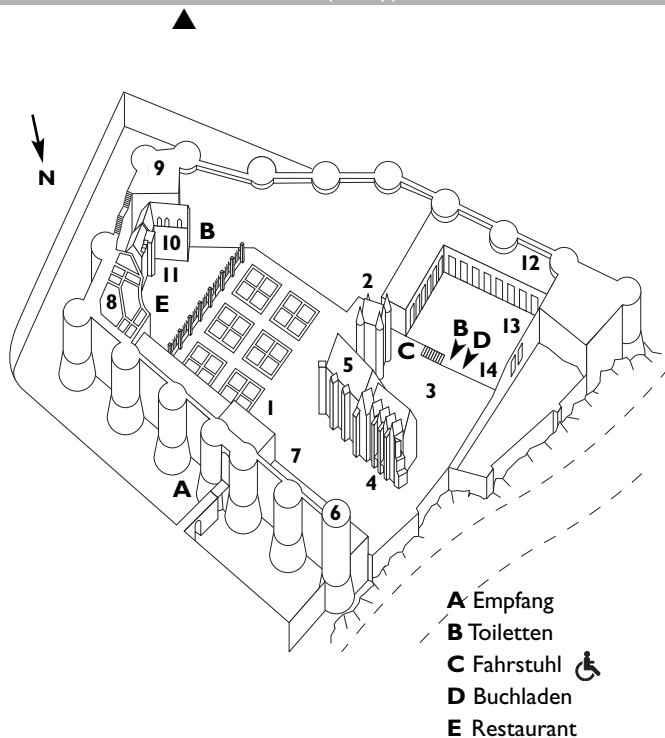 9
N
10
B
11
2
12
8
E
B
13
D
C
5
14
1
3
7
4
A
6
A Empfang
B Toiletten
C Fahrstuhl
D Buchladen
E Restaurant